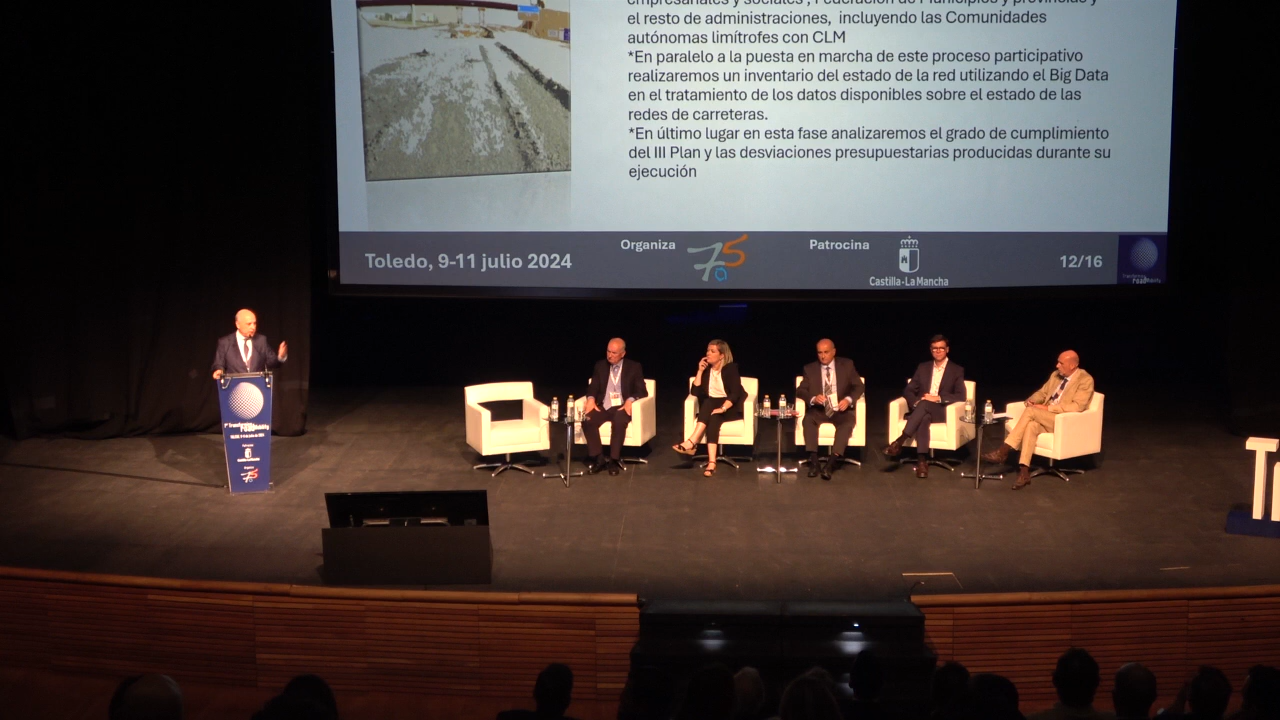 empresariales y sociales , Federación de Municipios y provincias y
el resto de administraciones, incluyendo las Comunidades
autónomas limítrofes con CLM
*En paralelo a la puesta en marcha de este proceso participativo
realizaremos un inventario del estado de la red utilizando el Big Data
en el tratamiento de los datos disponibles sobre el estado de las
redes de carreteras.
*En último lugar en esta fase analizaremos el grado de cumplimiento
del III Plan y las desviaciones presupuestarias producidas durante su
ejecución
Toledo, 9-11 julio 2024
Organiza
75
Patrocina
Castilla-La Mancha
12/16